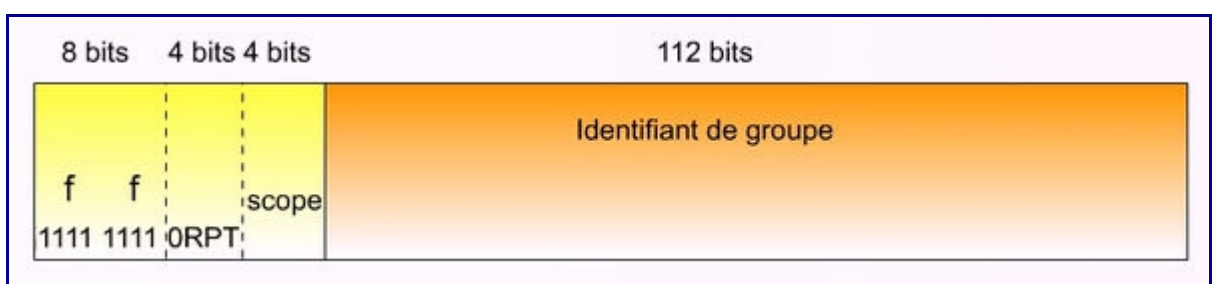 8 bits 4 bits 4 bits 112 bits
Identifiant de groupe
f f
scope
1111 1111 0RPT